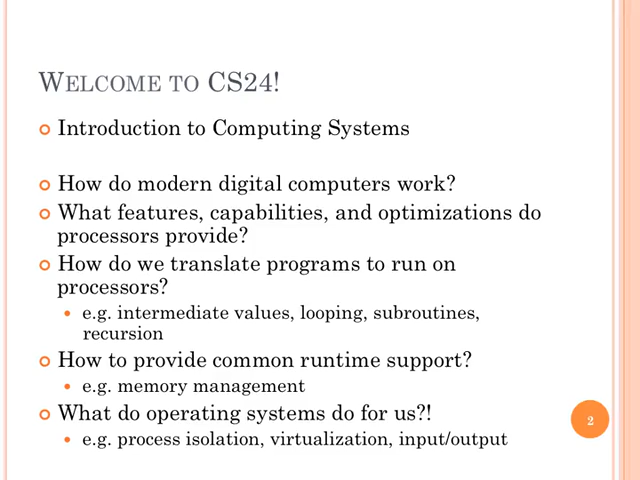 WELCOME TO CS24!
Introduction to Computing Systems
How do modern digital computers work?
What features, capabilities, and optimizations do
processors provide?
How do we translate programs to run on
processors?
e.g. intermediate values, looping, subroutines,
recursion
How to provide common runtime support?
e.g. memory management
What do operating systems do for us?!
e.g. process isolation, virtualization, input/output
2